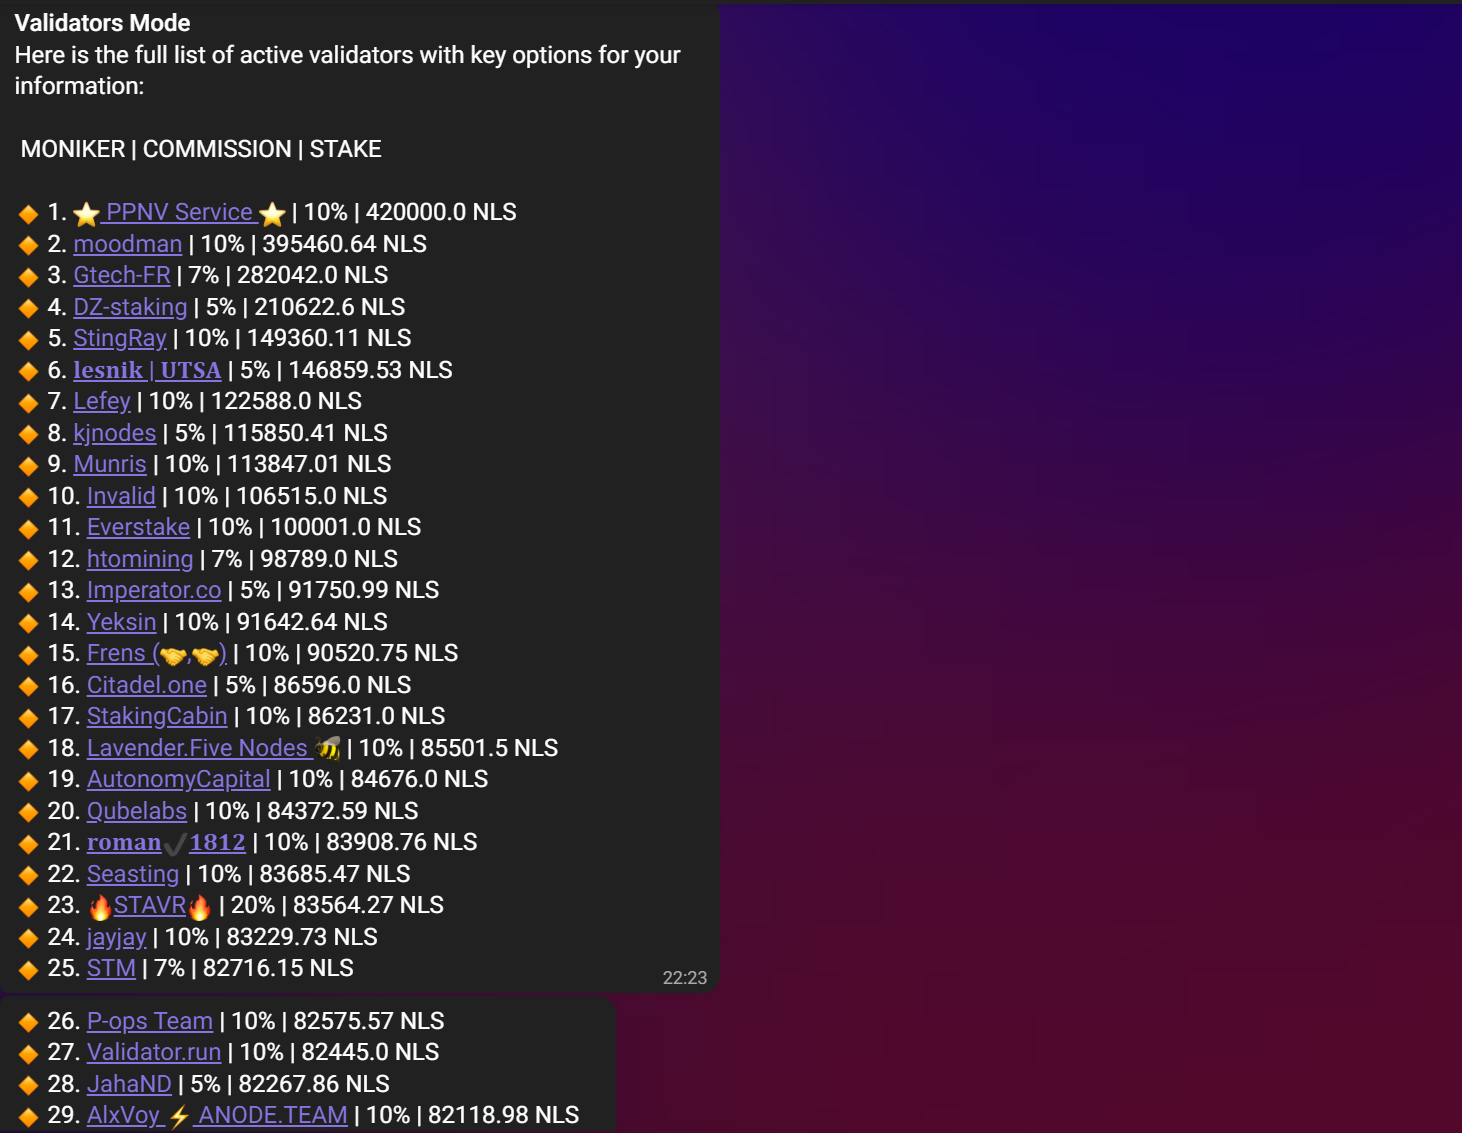 Validators Mode
Here is the full list of active validators with key options for your
information:
MONIKER | COMMISSION | STAKE
🔸 1. ⭐ PPNV Service ⭐ | 10% | 420000.0 NLS
🔸 2. moodman | 10% | 395460.64 NLS
🔸 3. Gtech-FR | 7% | 282042.0 NLS
🔸 4. DZ-staking | 5% | 210622.6 NLS
🔸 5. StingRay | 10% | 149360.11 NLS
🔸 6. 𝐥𝐞𝐬𝐧𝐢𝐤 | 𝐔𝐓𝐒𝐀 | 5% | 146859.53 NLS
🔸 7. Lefey | 10% | 122588.0 NLS
🔸 8. kjnodes | 5% | 115850.41 NLS
🔸 9. Munris | 10% | 113847.01 NLS
🔸 10. Invalid | 10% | 106515.0 NLS
🔸 11. Everstake | 10% | 100001.0 NLS
🔸 12. htomining | 7% | 98789.0 NLS
🔸 13. Imperator.co | 5% | 91750.99 NLS
🔸 14. Yeksin | 10% | 91642.64 NLS
🔸 15. Frens (🤝,🤝) | 10% | 90520.75 NLS
🔸 16. Citadel.one | 5% | 86596.0 NLS
🔸 17. StakingCabin | 10% | 86231.0 NLS
🔸 18. Lavender.Five Nodes 🐝 | 10% | 85501.5 NLS
🔸 19. AutonomyCapital | 10% | 84676.0 NLS
🔸 20. Qubelabs | 10% | 84372.59 NLS
🔸 21. 𝐫𝐨𝐦𝐚𝐧✔️𝟏𝟖𝟏𝟐 | 10% | 83908.76 NLS
🔸 22. Seasting | 10% | 83685.47 NLS
🔸 23. 🔥STAVR🔥 | 20% | 83564.27 NLS
🔸 24. jayjay | 10% | 83229.73 NLS
🔸 25. STM | 7% | 82716.15 NLS
22:23
🔸 26. P-ops Team | 10% | 82575.57 NLS
🔸 27. Validator.run | 10% | 82445.0 NLS
🔸 28. JahaND | 5% | 82267.86 NLS
🔸 29. AlxVoy ⚡ ANODE.TEAM | 10% | 82118.98 NLS